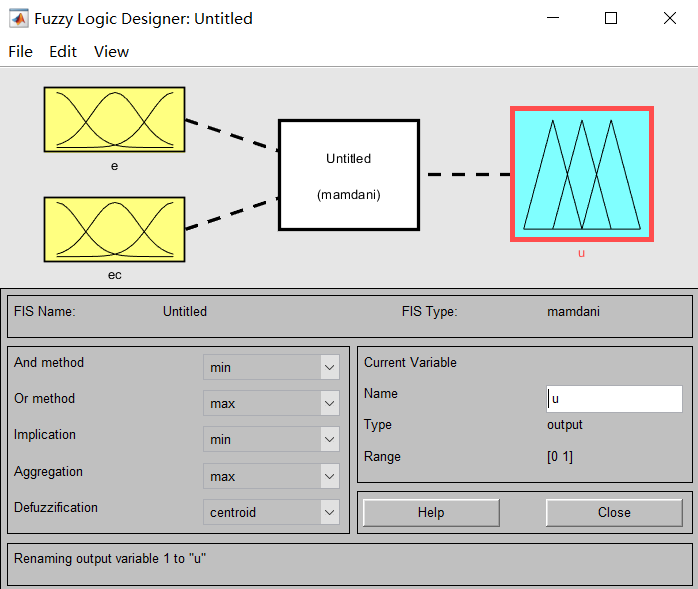 Fuzzy Logic Designer: Untitled
File Edit View
e
ec
Untitled
(mamdani)
u
FIS Name: Untitled FIS Type: mamdani
And method min
Or method max
Implication min
Aggregation max
Defuzzification centroid
Current Variable
Name u
Type output
Range [0 1]
Help Close
Renaming output variable 1 to "u"